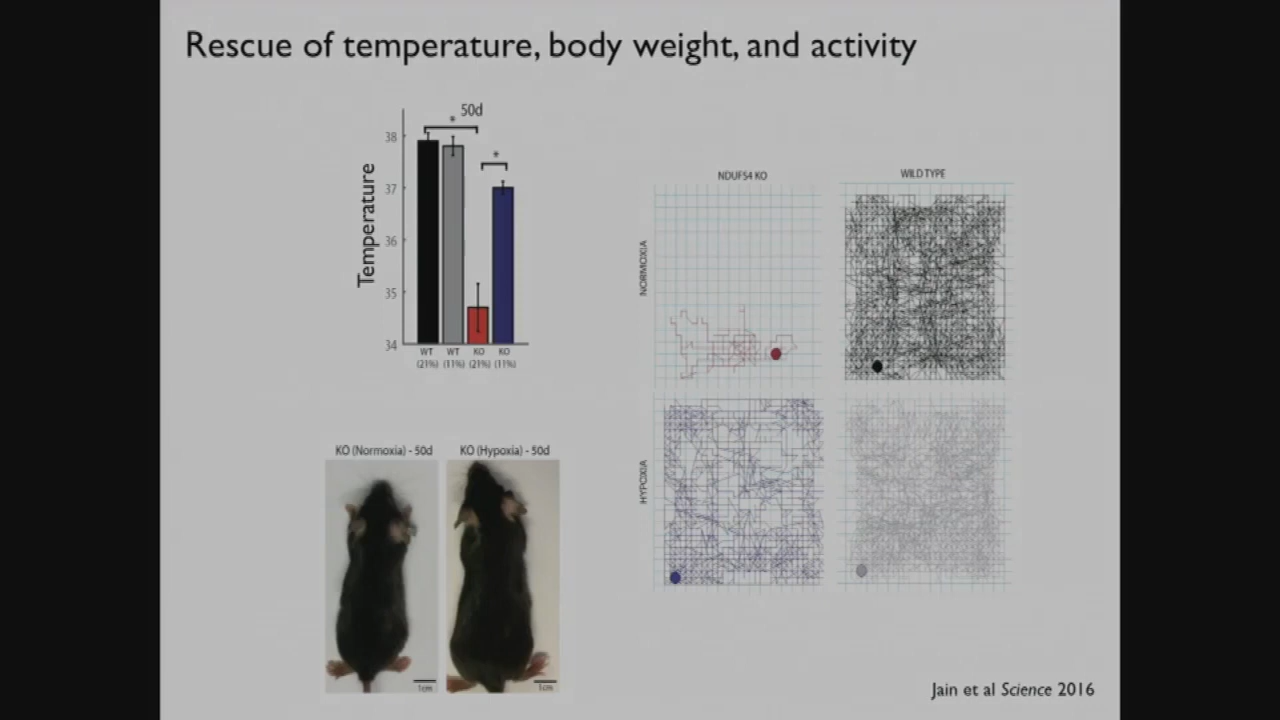 Rescue of temperature, body weight, and activity
50d
*
*
Temperature
38
37
36
35
34
WT WT KO KO
(21%) (11%) (21%) (11%)
NDUFS4 KO
WILD TYPE
NORMOXIA
HYPOXIA
KO (Normoxia) - 50d
KO (Hypoxia) - 50d
1cm
1cm
Jain et al Science 2016